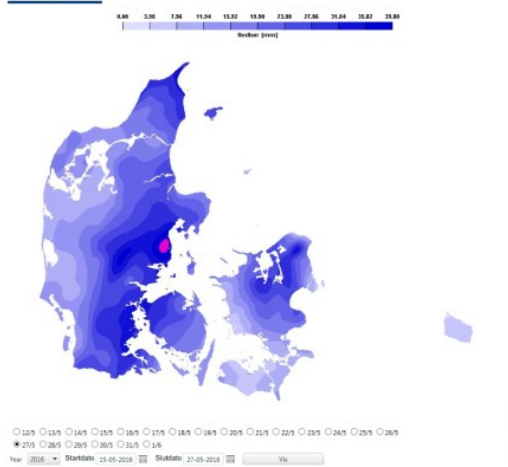 0.00 3.98 7.96 11.94 15.92 19.90 23.88 27.86 31.84 35.82 39.80
Nedbør [mm]
12/5 13/5 14/5 15/5 16/5 17/5 18/5 19/5 20/5 21/5 22/5 23/5 24/5 25/5 26/5
27/5 28/5 29/5 30/5 31/5 1/6
Year 2016 Startdato 15-05-2016 Slutdato 27-05-2016 Vis